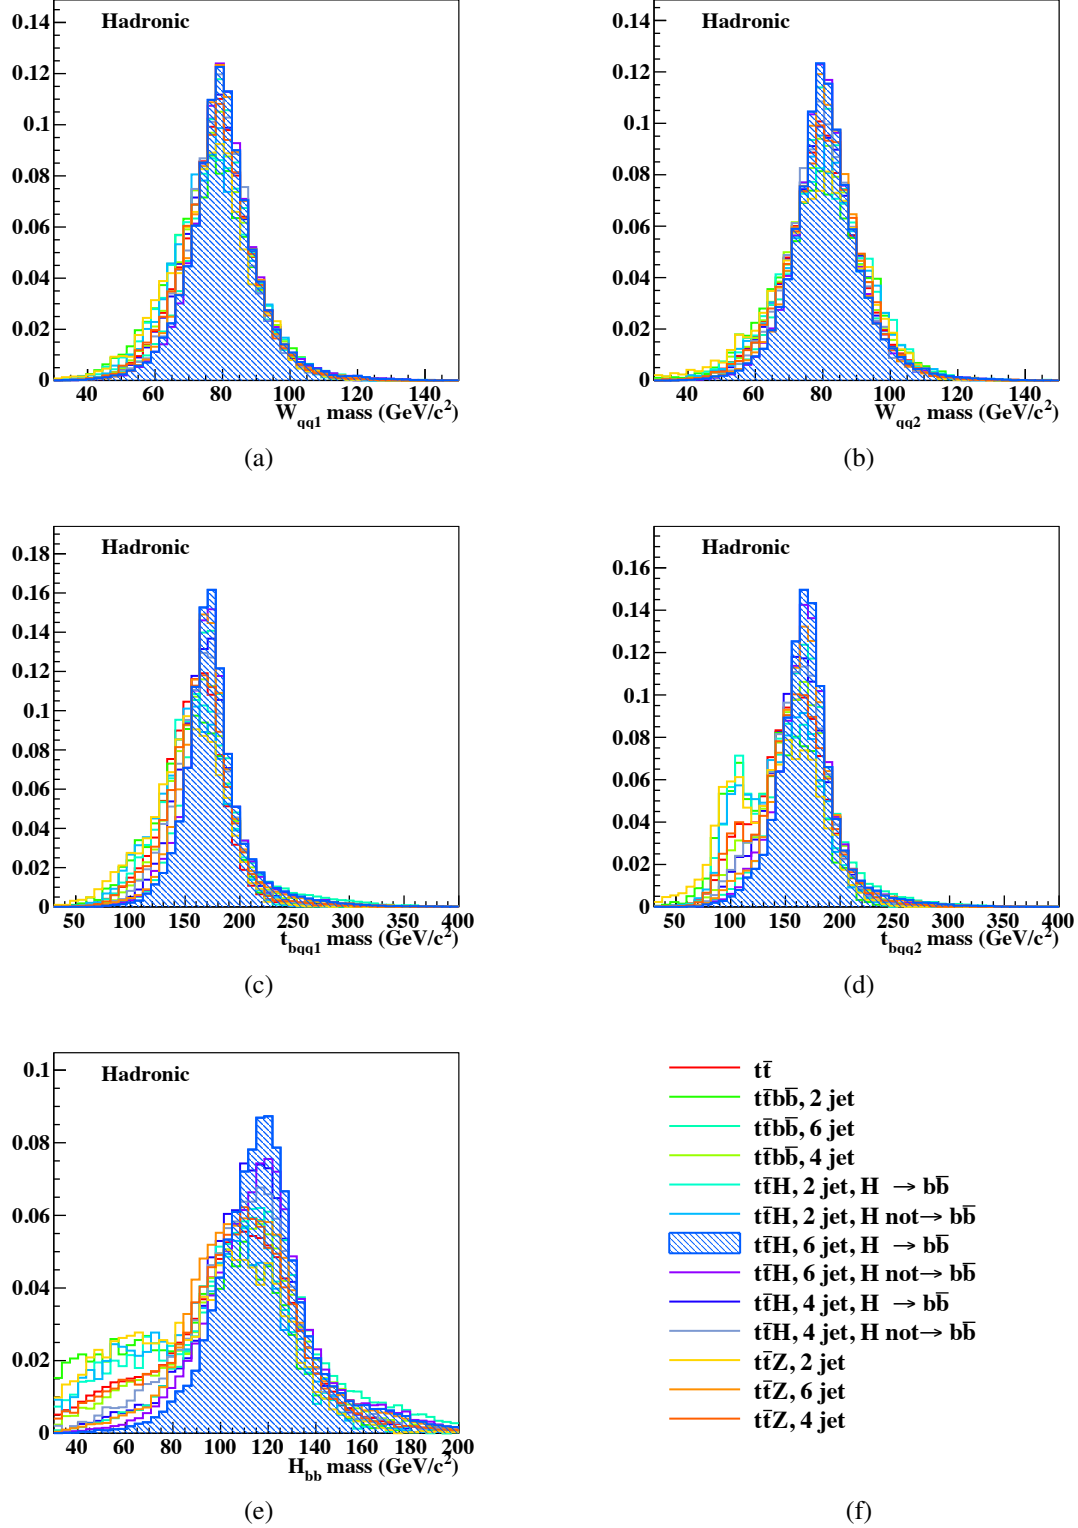 Hadronic
0.14
0.12
0.1
0.08
0.06
0.04
0.02
0
40 60 80 100 120 140
W_qq1 mass (GeV/c²)
(a)
Hadronic
0.14
0.12
0.1
0.08
0.06
0.04
0.02
0
40 60 80 100 120 140
W_qq2 mass (GeV/c²)
(b)
Hadronic
0.18
0.16
0.14
0.12
0.1
0.08
0.06
0.04
0.02
0
50 100 150 200 250 300 350 400
t_bqq1 mass (GeV/c²)
(c)
Hadronic
0.16
0.14
0.12
0.1
0.08
0.06
0.04
0.02
0
50 100 150 200 250 300 350 400
t_bqq2 mass (GeV/c²)
(d)
Hadronic
0.1
0.08
0.06
0.04
0.02
0
40 60 80 100 120 140 160 180 200
H_bb mass (GeV/c²)
(e)
tt̄
tt̄bb̄, 2 jet
tt̄bb̄, 6 jet
tt̄bb̄, 4 jet
tt̄H, 2 jet, H → bb̄
tt̄H, 2 jet, H not→ bb̄
tt̄H, 6 jet, H → bb̄
tt̄H, 6 jet, H not→ bb̄
tt̄H, 4 jet, H → bb̄
tt̄H, 4 jet, H not→ bb̄
tt̄Z, 2 jet
tt̄Z, 6 jet
tt̄Z, 4 jet
(f)